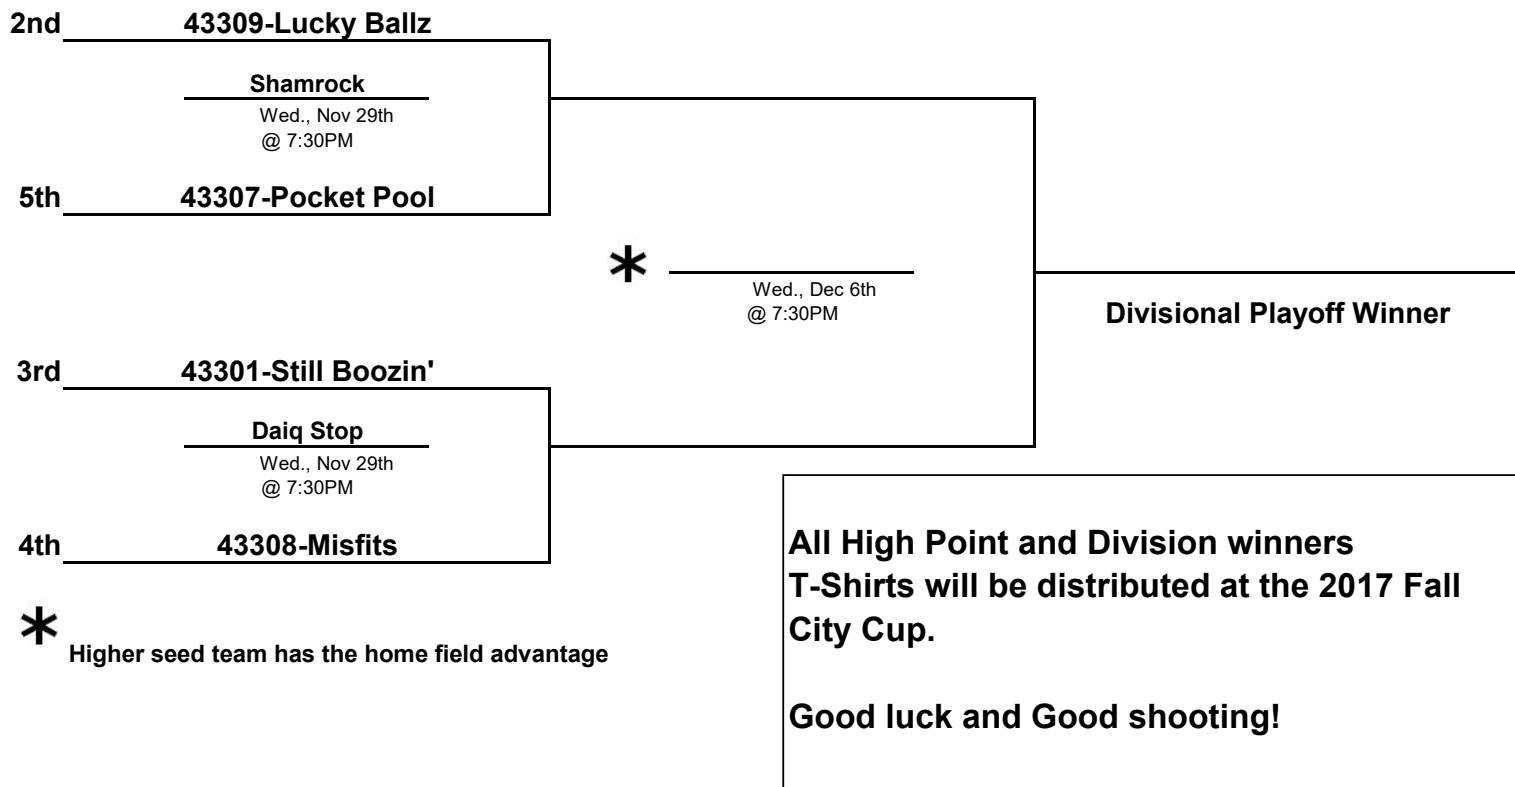 2nd 43309-Lucky Ballz
Shamrock
Wed., Nov 29th
@ 7:30PM
5th 43307-Pocket Pool
*
Wed., Dec 6th
@ 7:30PM
Divisional Playoff Winner
3rd 43301-Still Boozin'
Daiq Stop
Wed., Nov 29th
@ 7:30PM
4th 43308-Misfits
* Higher seed team has the home field advantage
All High Point and Division winners
T-Shirts will be distributed at the 2017 Fall
City Cup.
Good luck and Good shooting!